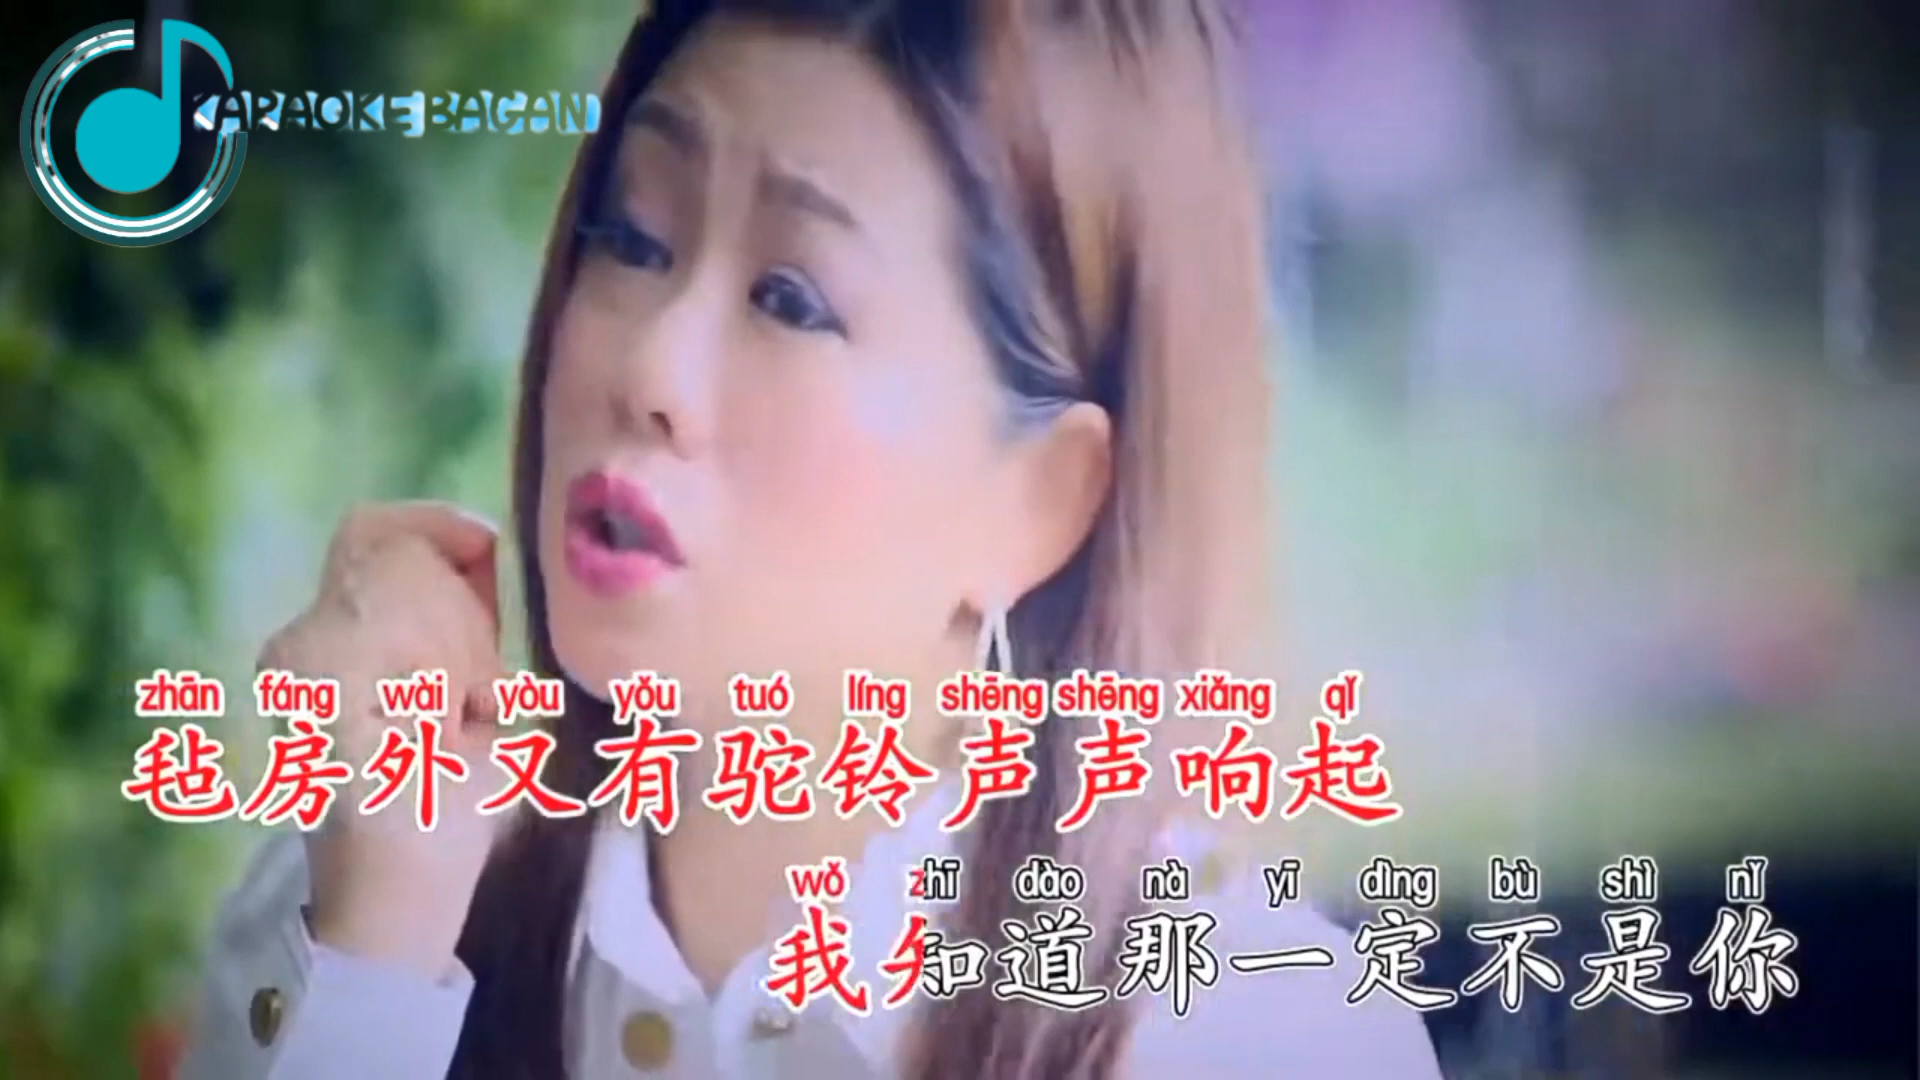 KARAOKE BAGAN
zhān fáng wài yòu yǒu tuó líng shēng shēng xiǎng qǐ
毡房外又有驼铃声声响起
wǒ zhī dào nà yī dìng bù shì nǐ
我知道那一定不是你